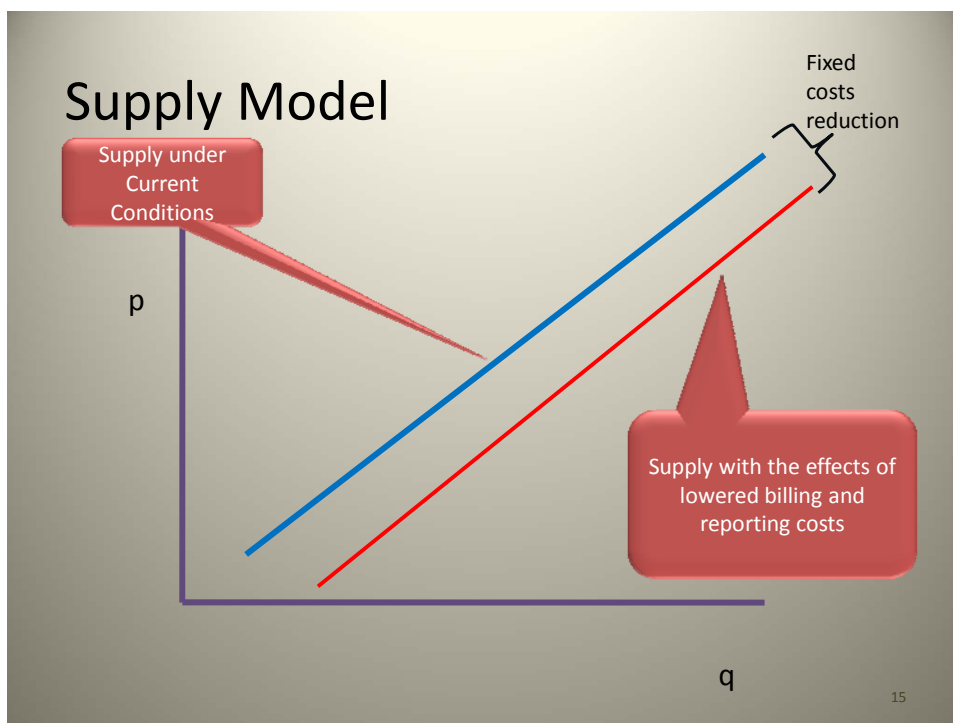 Supply Model
Fixed
costs
reduction
Supply under
Current
Conditions
p
Supply with the effects of
lowered billing and
reporting costs
q
15